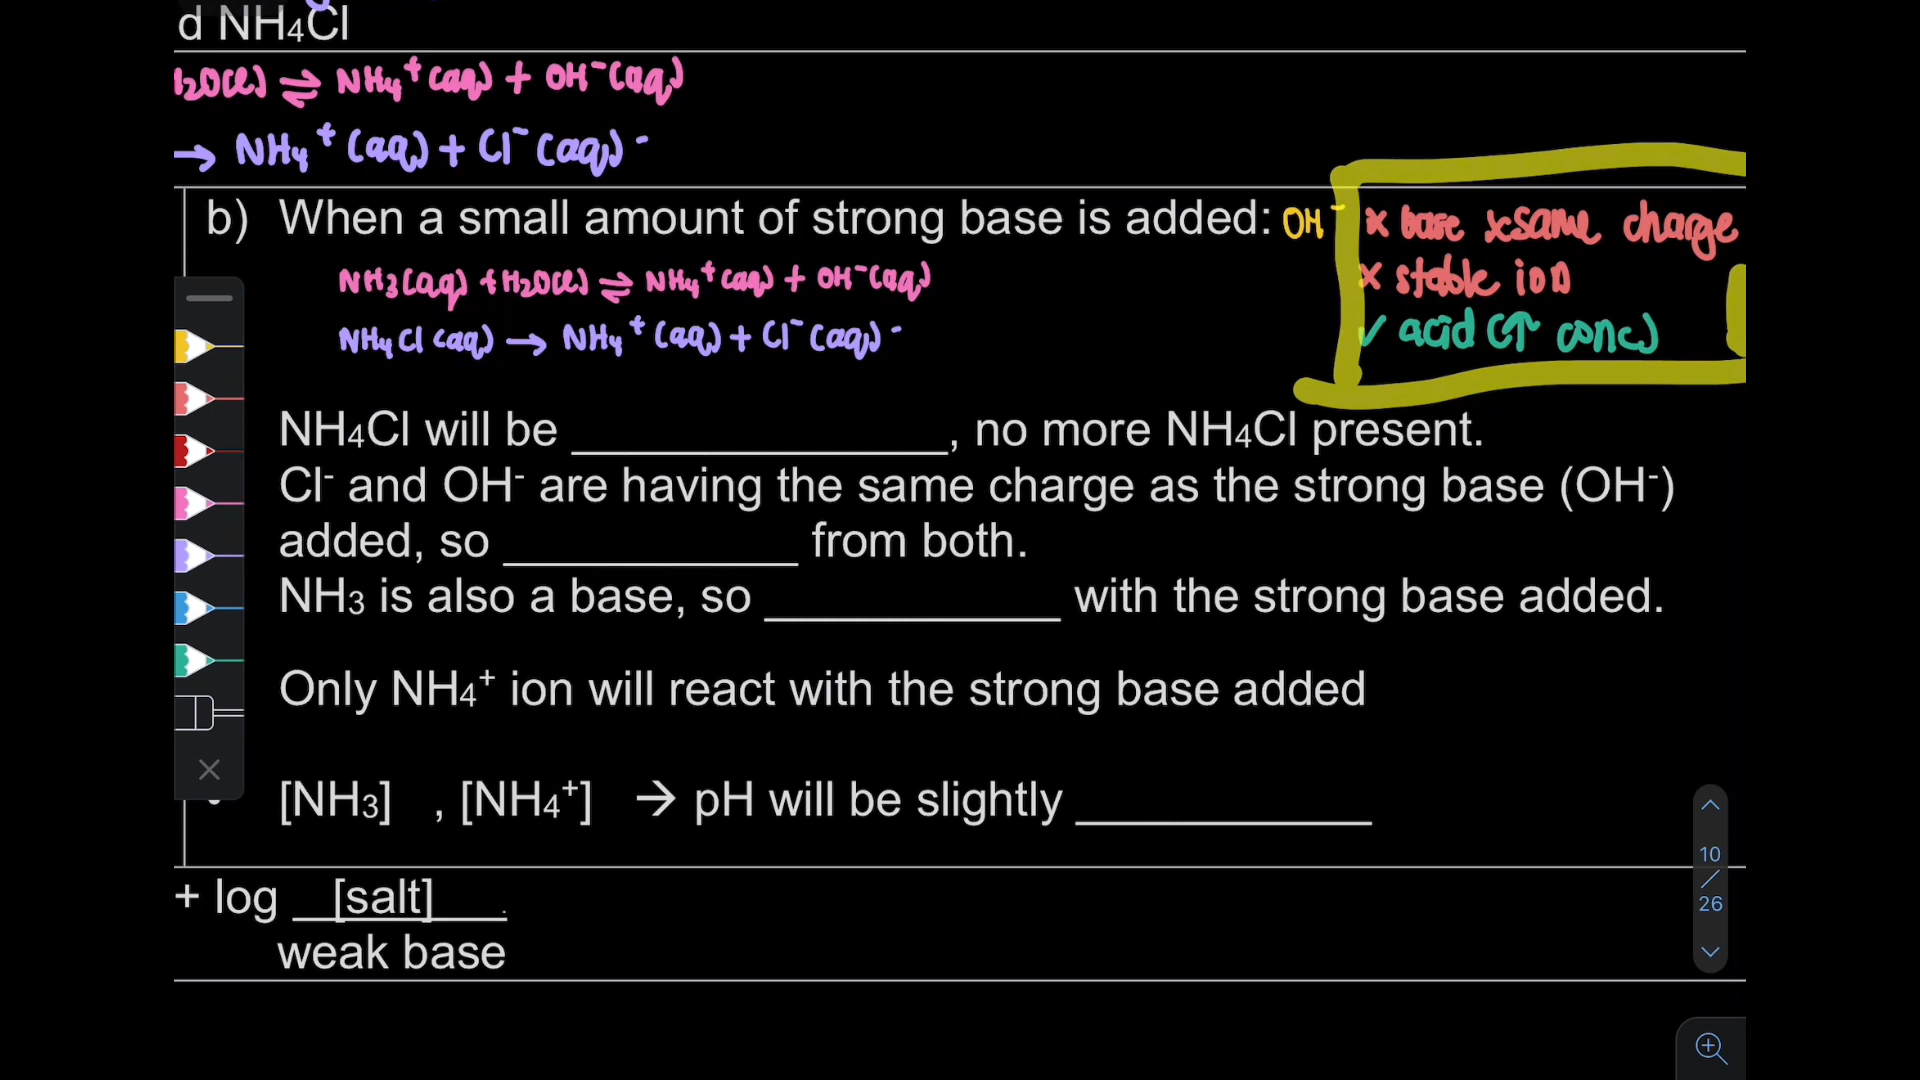 d NH4Cl
H2O(l) ⇌ NH4+(aq) + OH-(aq)
→ NH4+(aq) + Cl-(aq)-
b) When a small amount of strong base is added: OH-
x base xsame charge
NH3(aq) + H2O(l) ⇌ NH4+(aq) + OH-(aq)
x stable ion
NH4Cl(aq) → NH4+(aq) + Cl-(aq)-
✓ acid (↑ conc)
NH4Cl will be ________________, no more NH4Cl present.
Cl- and OH- are having the same charge as the strong base (OH-)
added, so ____________ from both.
NH3 is also a base, so ____________ with the strong base added.
Only NH4+ ion will react with the strong base added
[NH3] , [NH4+] → pH will be slightly ____________
+ log [salt]
weak base
10
/
26